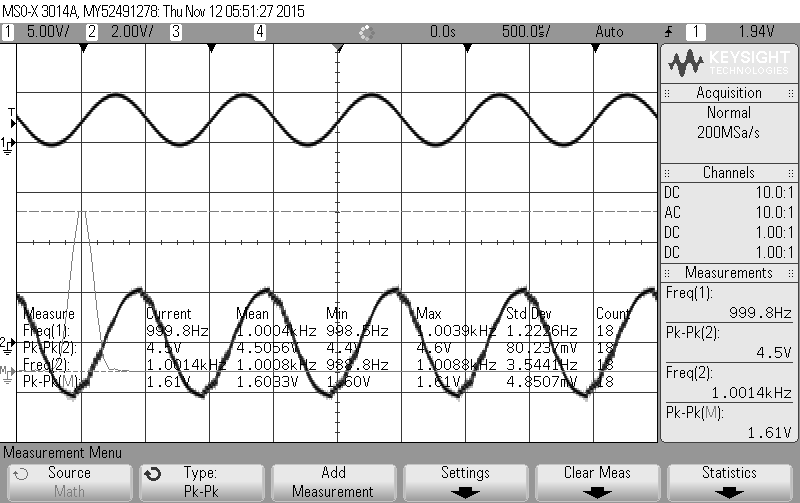 MSO-X 3014A, MY52491278: Thu Nov 12 05:51:27 2015
1 5.00V/ 2 2.00V/ 3 4 0.0s 500.0㎲/ Auto 1 1.94V
KEYSIGHT
TECHNOLOGIES
Acquisition
Normal
200MSa/s
Channels
DC 10.0:1
AC 10.0:1
DC 1.00:1
DC 1.00:1
Measurements
Freq(1):
999.8Hz
Pk-Pk(2):
4.5V
Freq(2):
1.0014kHz
Pk-Pk(M):
1.61V
T
1
2
M
Measure Current Mean Min Max Std Dev Count
Freq(1): 999.8Hz 1.0004kHz 998.5Hz 1.0039kHz 1.2226Hz 18
Pk-Pk(2): 4.5V 4.5056V 4.4V 4.6V 80.237mV 18
Freq(2): 1.0014kHz 1.0008kHz 988.8Hz 1.0088kHz 3.5441Hz 18
Pk-Pk(M): 1.61V 1.6033V 1.60V 1.61V 4.8507mV 18
Measurement Menu
Source
Math
Type:
Pk-Pk
Add
Measurement
Settings
Clear Meas
Statistics